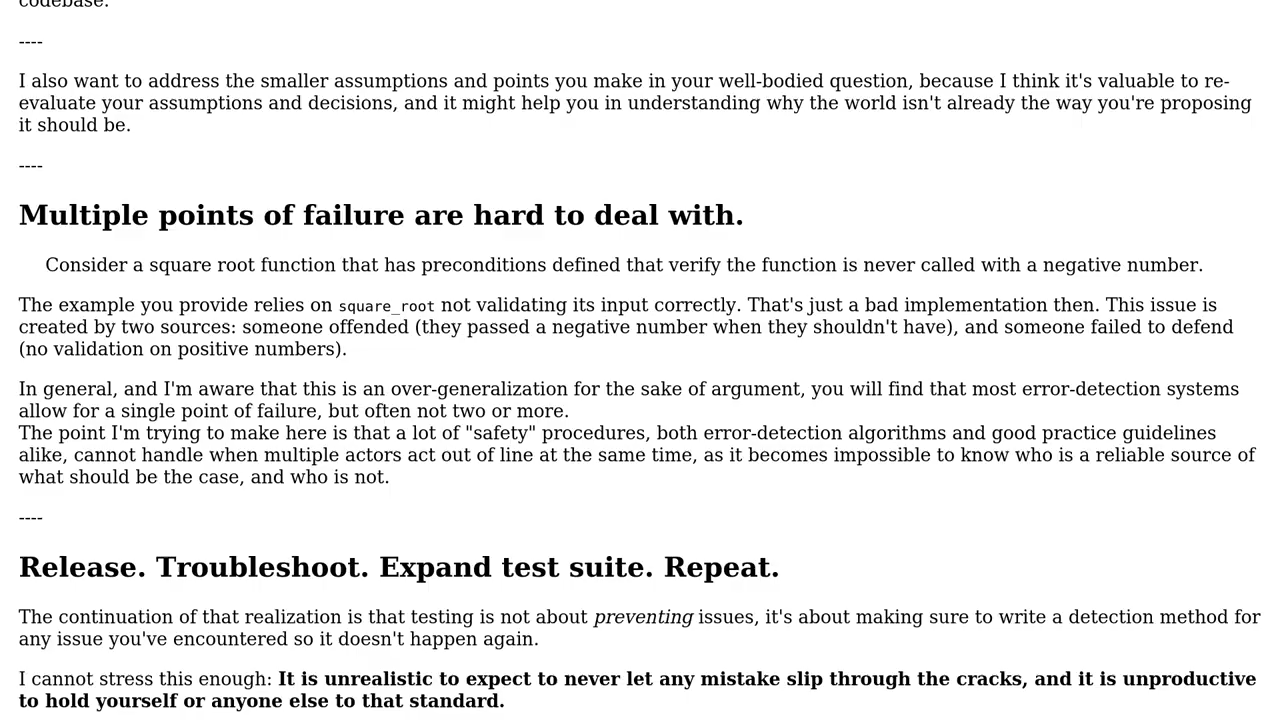 codebase.
----
I also want to address the smaller assumptions and points you make in your well-bodied question, because I think it's valuable to re-
evaluate your assumptions and decisions, and it might help you in understanding why the world isn't already the way you're proposing
it should be.
----
Multiple points of failure are hard to deal with.
Consider a square root function that has preconditions defined that verify the function is never called with a negative number.
The example you provide relies on square_root not validating its input correctly. That's just a bad implementation then. This issue is
created by two sources: someone offended (they passed a negative number when they shouldn't have), and someone failed to defend
(no validation on positive numbers).
In general, and I'm aware that this is an over-generalization for the sake of argument, you will find that most error-detection systems
allow for a single point of failure, but often not two or more.
The point I'm trying to make here is that a lot of "safety" procedures, both error-detection algorithms and good practice guidelines
alike, cannot handle when multiple actors act out of line at the same time, as it becomes impossible to know who is a reliable source of
what should be the case, and who is not.
----
Release. Troubleshoot. Expand test suite. Repeat.
The continuation of that realization is that testing is not about preventing issues, it's about making sure to write a detection method for
any issue you've encountered so it doesn't happen again.
I cannot stress this enough: It is unrealistic to expect to never let any mistake slip through the cracks, and it is unproductive
to hold yourself or anyone else to that standard.